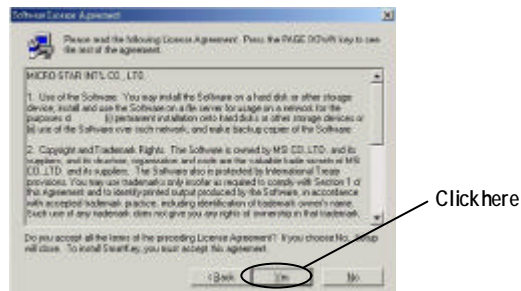 Software License Agreement
Please read the following License Agreement. Press the PAGE DOWN key to see
the rest of the agreement.
MICRO-STAR INT'L CO., LTD.
1. Use of the Software. You may install the Software on a hard disk or other storage
device; install and use the Software on a file server for usage on a network for the
purposes of (i) permanent installation onto hard disks or other storage devices or
(ii) use of the Software over such network; and make backup copies of the Software.
2. Copyright and Trademark Rights. The Software is owned by MSI CO., LTD. and its
suppliers, and its structure, organization and code are the valuable trade secrets of MSI
CO., LTD. and its suppliers. The Software also is protected by International Treaty
provisions. You may use trademarks only insofar as required to comply with Section 1 of
this Agreement and to identify printed output produced by the Software, in accordance
with accepted trademark practice, including identification of trademark owner's name.
Such use of any trademark does not give you any rights of ownership in that trademark.
Do you accept all the terms of the preceding License Agreement? If you choose No, Setup
will close. To install SmartKey, you must accept this agreement.
< Back Yes No
Click here